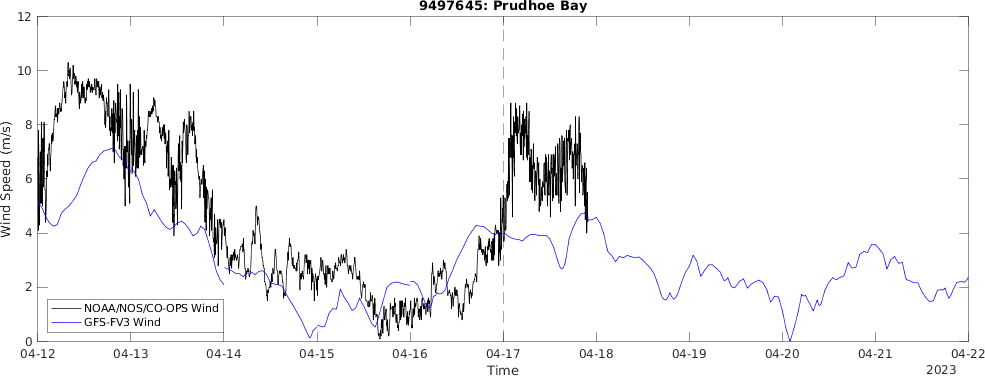 9497645: Prudhoe Bay
Wind Speed (m/s)
12
10
8
6
4
2
0
NOAA/NOS/CO-OPS Wind
GFS-FV3 Wind
04-12 04-13 04-14 04-15 04-16 04-17 04-18 04-19 04-20 04-21 04-22
Time
2023